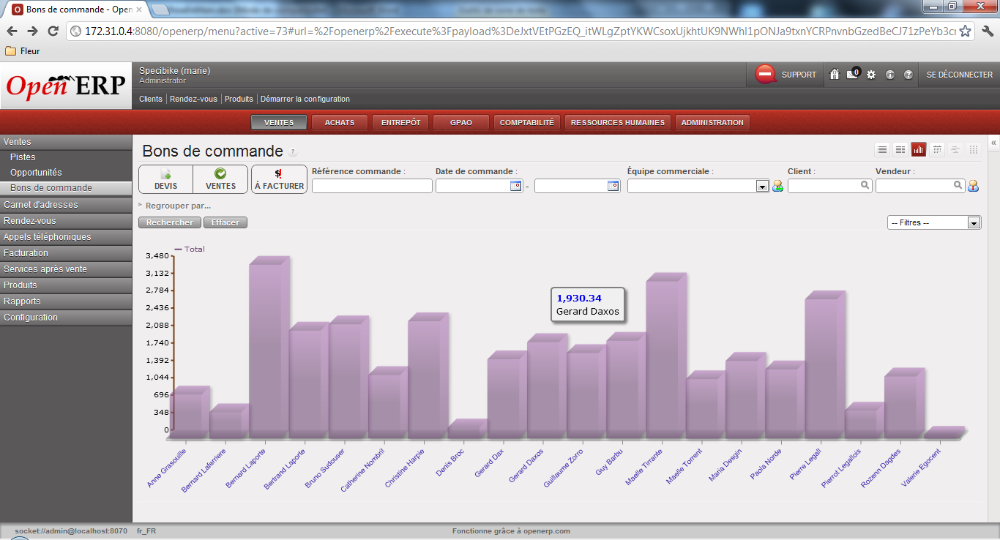 Bons de commande - Open
172.31.0.4:8080/openerp/menu?active=73#url=%2Fopenerp%2Fexecute%3Fpayload%3DeJxtVEtPGzEQ_itWLgZptYKWCsoxUjkhtUK9NWhl1pONJa9txnYCRPnvnbGzedBeCJ71zPeYb3cn
Fleur
Open ERP
Specibike (marie)
Administrator
Clients
Rendez-vous
Produits
Démarrer la configuration
SUPPORT
0
SE DÉCONNECTER
VENTES
ACHATS
ENTREPÔT
GPAO
COMPTABILITÉ
RESSOURCES HUMAINES
ADMINISTRATION
Ventes
Pistes
Opportunités
Bons de commande
Carnet d'adresses
Rendez-vous
Appels téléphoniques
Facturation
Services après vente
Produits
Rapports
Configuration
Bons de commande ?
DEVIS
VENTES
À FACTURER
Référence commande :
Date de commande :
-
Équipe commerciale :
Client :
Vendeur :
Regrouper par...
Rechercher
Effacer
-- Filtres --
Total
3,480
3,132
2,784
2,436
2,088
1,740
1,392
1,044
696
348
0
1,930.34
Gerard Daxos
Anne Grasouille
Bernard Laferriere
Bernard Laporte
Bertrand Laporte
Bruno Sudouser
Catherine Nombril
Christine Harpie
Denis Broc
Gerard Dax
Gerard Daxos
Guillaume Zorro
Guy Barbu
Maelle Tirrante
Maelle Torrent
Maria Desgin
Paola Norde
Pierre Legall
Pierrot Legallois
Rozenn Dagdes
Valerie Egocent
socket://admin@localhost:8070
fr_FR
Fonctionne grâce à openerp.com